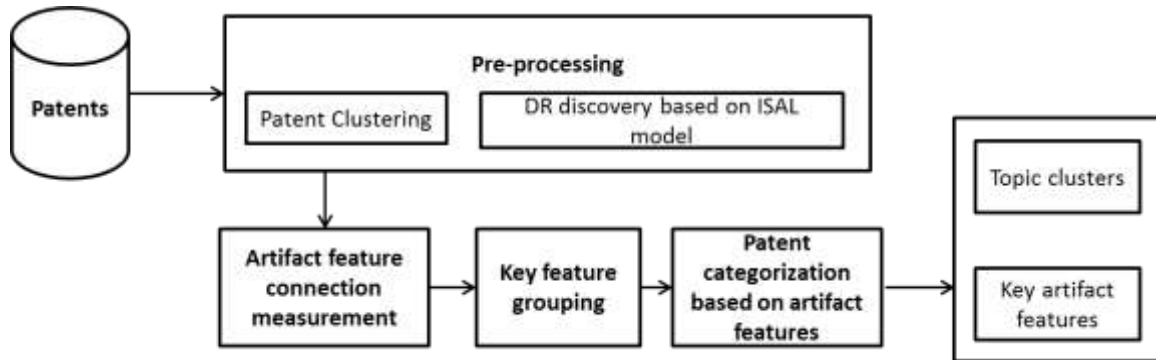 Patents
Pre-processing
Patent Clustering
DR discovery based on ISAL
model
Artifact feature
connection
measurement
Key feature
grouping
Patent
categorization
based on artifact
features
Topic clusters
Key artifact
features